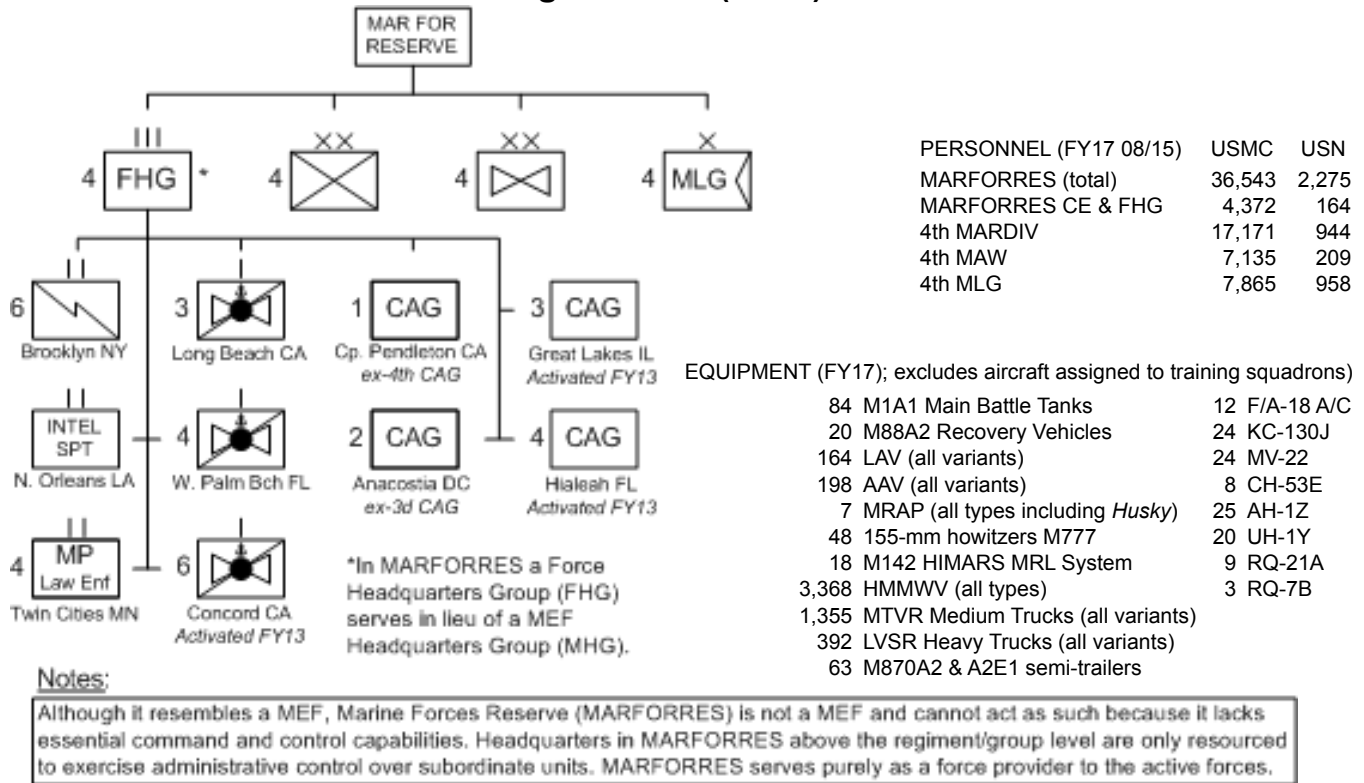 MAR FOR
RESERVE
4 FHG *
4
4
4 MLG
6
Brooklyn NY
3
Long Beach CA
1 CAG
Cp. Pendleton CA
ex-4th CAG
3 CAG
Great Lakes IL
Activated FY13
INTEL
SPT
N. Orleans LA
4
W. Palm Bch FL
2 CAG
Anacostia DC
ex-3d CAG
4 CAG
Hialeah FL
Activated FY13
4 MP
Law Enf
Twin Cities MN
6
Concord CA
Activated FY13
*In MARFORRES a Force
Headquarters Group (FHG)
serves in lieu of a MEF
Headquarters Group (MHG).
PERSONNEL (FY17 08/15) USMC USN
MARFORRES (total) 36,543 2,275
MARFORRES CE & FHG 4,372 164
4th MARDIV 17,171 944
4th MAW 7,135 209
4th MLG 7,865 958
EQUIPMENT (FY17); excludes aircraft assigned to training squadrons)
84 M1A1 Main Battle Tanks 12 F/A-18 A/C
20 M88A2 Recovery Vehicles 24 KC-130J
164 LAV (all variants) 24 MV-22
198 AAV (all variants) 8 CH-53E
7 MRAP (all types including Husky) 25 AH-1Z
48 155-mm howitzers M777 20 UH-1Y
18 M142 HIMARS MRL System 9 RQ-21A
3,368 HMMWV (all types) 3 RQ-7B
1,355 MTVR Medium Trucks (all variants)
392 LVSR Heavy Trucks (all variants)
63 M870A2 & A2E1 semi-trailers
Notes:
Although it resembles a MEF, Marine Forces Reserve (MARFORRES) is not a MEF and cannot act as such because it lacks
essential command and control capabilities. Headquarters in MARFORRES above the regiment/group level are only resourced
to exercise administrative control over subordinate units. MARFORRES serves purely as a force provider to the active forces.